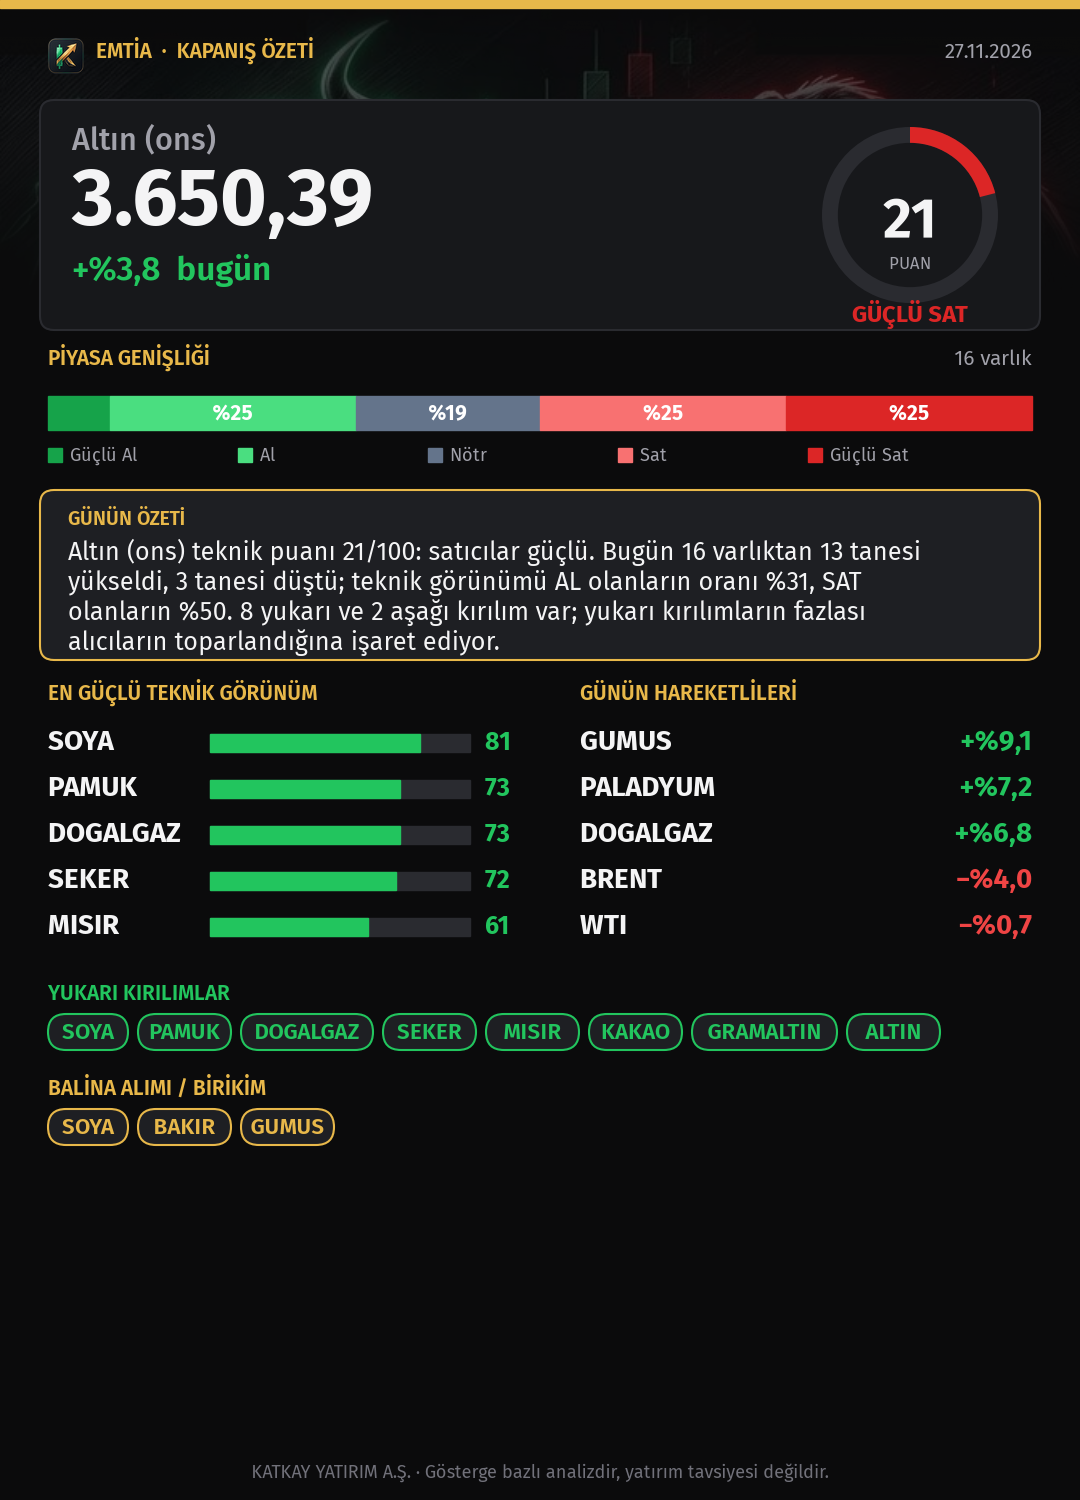 EMTİA · KAPANIŞ ÖZETİ
27.11.2026
Altın (ons)
3.650,39
+%3,8 bugün
21
PUAN
GÜÇLÜ SAT
PİYASA GENİŞLİĞİ
16 varlık
%25 %19 %25 %25
Güçlü Al Al Nötr Sat Güçlü Sat
GÜNÜN ÖZETİ
Altın (ons) teknik puanı 21/100: satıcılar güçlü. Bugün 16 varlıktan 13 tanesi
yükseldi, 3 tanesi düştü; teknik görünümü AL olanların oranı %31, SAT
olanların %50. 8 yukarı ve 2 aşağı kırılım var; yukarı kırılımların fazlası
alıcıların toparlandığına işaret ediyor.
EN GÜÇLÜ TEKNİK GÖRÜNÜM
SOYA 81
PAMUK 73
DOGALGAZ 73
SEKER 72
MISIR 61
GÜNÜN HAREKETLİLERİ
GUMUS +%9,1
PALADYUM +%7,2
DOGALGAZ +%6,8
BRENT −%4,0
WTI −%0,7
YUKARI KIRILIMLAR
SOYA PAMUK DOGALGAZ SEKER MISIR KAKAO GRAMALTIN ALTIN
BALİNA ALIMI / BİRİKİM
SOYA BAKIR GUMUS
KATKAY YATIRIM A.Ş. · Gösterge bazlı analizdir, yatırım tavsiyesi değildir.